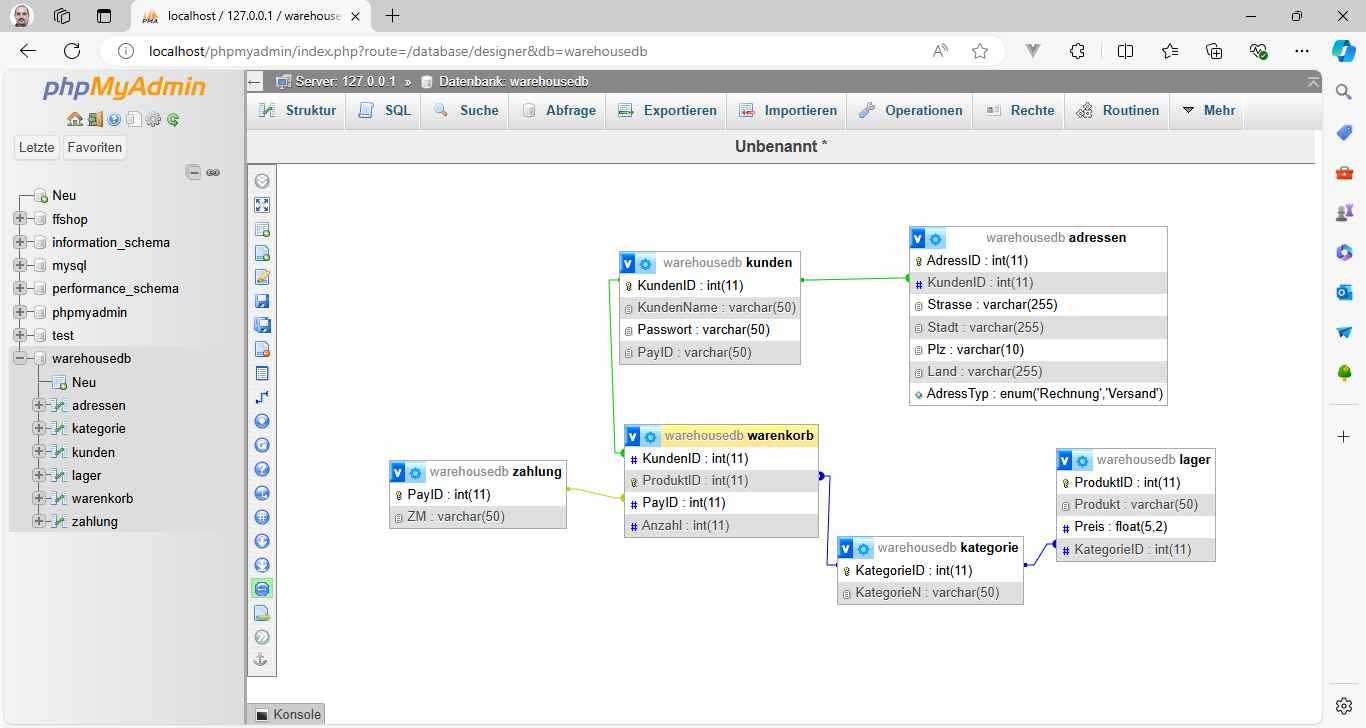 localhost / 127.0.0.1 / warehouse
localhost/phpmyadmin/index.php?route=/database/designer&db=warehousedb
phpMyAdmin
Letzte Favoriten
Neu
ffshop
information_schema
mysql
performance_schema
phpmyadmin
test
warehousedb
Neu
adressen
kategorie
kunden
lager
warenkorb
zahlung
Server: 127.0.0.1 » Datenbank: warehousedb
Struktur SQL Suche Abfrage Exportieren Importieren Operationen Rechte Routinen Mehr
Unbenannt *
warehousedb kunden
KundenID : int(11)
KundenName : varchar(50)
Passwort : varchar(50)
PayID : varchar(50)
warehousedb adressen
AdressID : int(11)
KundenID : int(11)
Strasse : varchar(255)
Stadt : varchar(255)
Plz : varchar(10)
Land : varchar(255)
AdressTyp : enum('Rechnung','Versand')
warehousedb zahlung
PayID : int(11)
ZM : varchar(50)
warehousedb warenkorb
KundenID : int(11)
ProduktID : int(11)
PayID : int(11)
Anzahl : int(11)
warehousedb kategorie
KategorieID : int(11)
KategorieN : varchar(50)
warehousedb lager
ProduktID : int(11)
Produkt : varchar(50)
Preis : float(5,2)
KategorieID : int(11)
Konsole